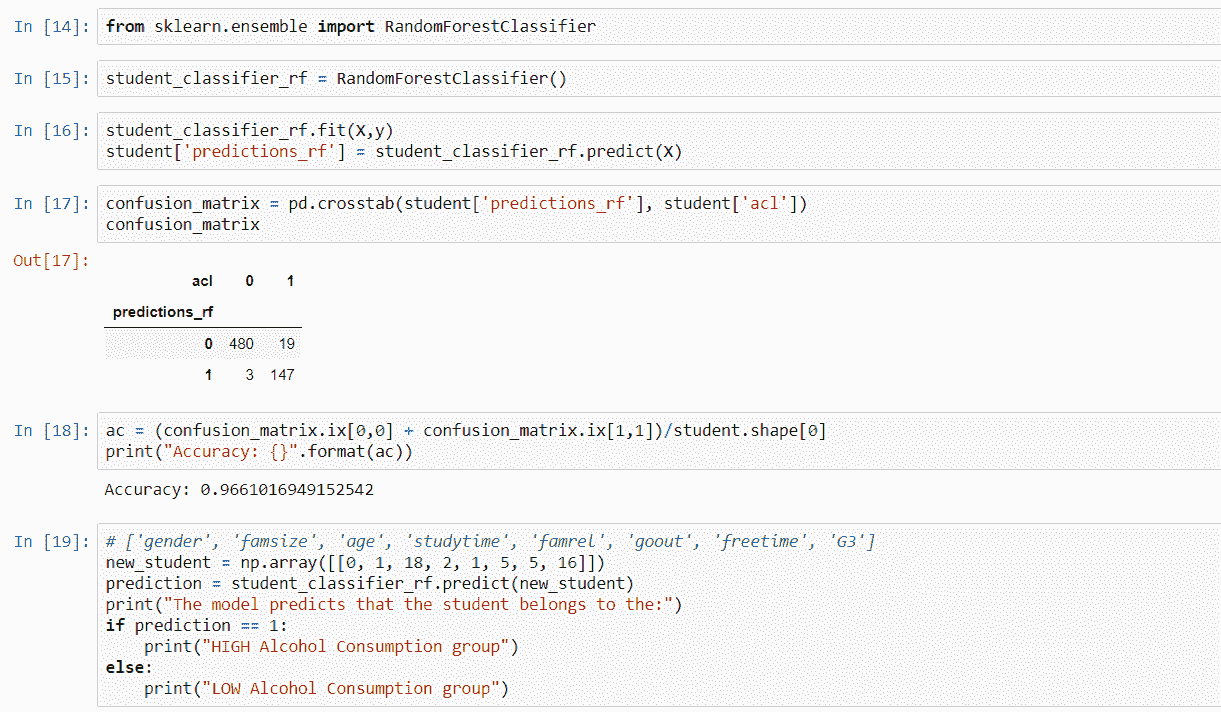 In [14]: from sklearn.ensemble import RandomForestClassifier
In [15]: student_classifier_rf = RandomForestClassifier()
In [16]: student_classifier_rf.fit(X,y)
student['predictions_rf'] = student_classifier_rf.predict(X)
In [17]: confusion_matrix = pd.crosstab(student['predictions_rf'], student['acl'])
confusion_matrix
Out[17]:
acl 0 1
predictions_rf
0 480 19
1 3 147
In [18]: ac = (confusion_matrix.ix[0,0] + confusion_matrix.ix[1,1])/student.shape[0]
print("Accuracy: {}".format(ac))
Accuracy: 0.9661016949152542
In [19]: # ['gender', 'famsize', 'age', 'studytime', 'famrel', 'goout', 'freetime', 'G3']
new_student = np.array([[0, 1, 18, 2, 1, 5, 5, 16]])
prediction = student_classifier_rf.predict(new_student)
print("The model predicts that the student belongs to the:")
if prediction == 1:
    print("HIGH Alcohol Consumption group")
else:
    print("LOW Alcohol Consumption group")